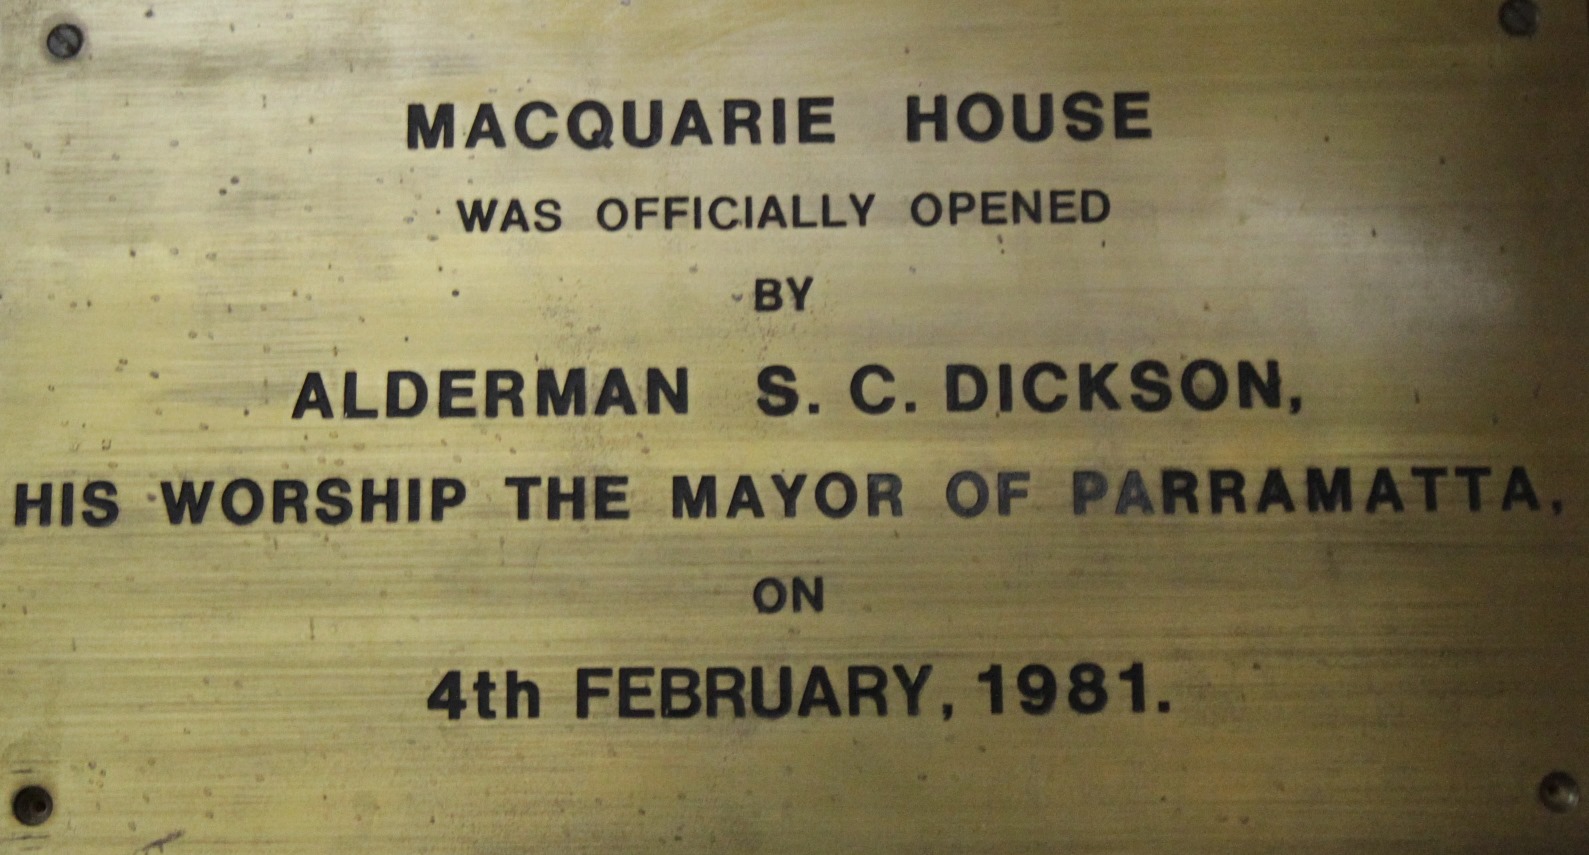 MACQUARIE HOUSE
WAS OFFICIALLY OPENED
BY
ALDERMAN S. C. DICKSON,
HIS WORSHIP THE MAYOR OF PARRAMATTA,
ON
4th FEBRUARY, 1981.